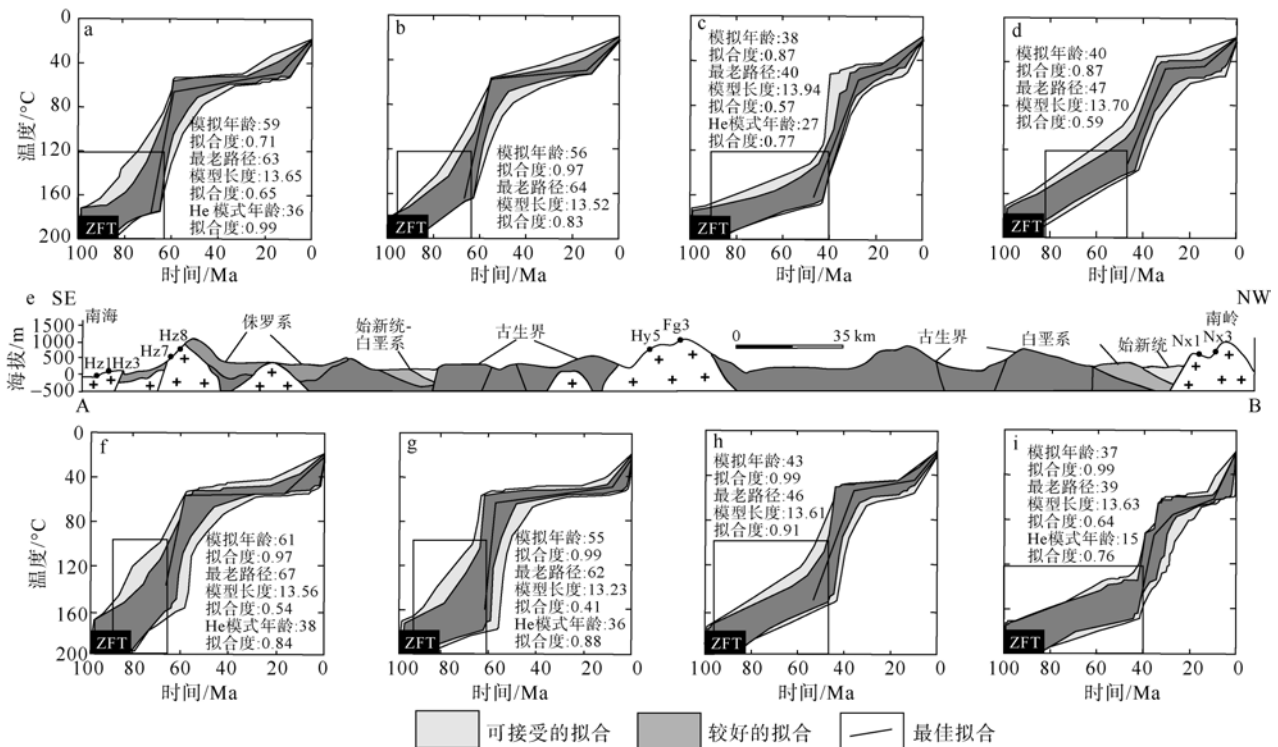 a
模拟年龄:59
拟合度:0.71
最老路径:63
模型长度:13.65
拟合度:0.65
He模式年龄:36
拟合度:0.99
ZFT
0
40
80
120
160
200
温度/°C
100 80 60 40 20 0
时间/Ma
b
模拟年龄:56
拟合度:0.97
最老路径:64
模型长度:13.52
拟合度:0.83
ZFT
100 80 60 40 20 0
时间/Ma
c
模拟年龄:38
拟合度:0.87
最老路径:40
模型长度:13.94
拟合度:0.57
He模式年龄:27
拟合度:0.77
ZFT
100 80 60 40 20 0
时间/Ma
d
模拟年龄:40
拟合度:0.87
最老路径:47
模型长度:13.70
拟合度:0.59
ZFT
100 80 60 40 20 0
时间/Ma
e SE NW
南海 侏罗系 始新统-白垩系 古生界 0 35 km 古生界 白垩系 始新统 南岭
Hz1 Hz3 Hz7 Hz8 Hy5 Fg3 Nx1 Nx3
海拔/m
1500
1000
500
0
−500
A B
f
模拟年龄:61
拟合度:0.97
最老路径:67
模型长度:13.56
拟合度:0.54
He模式年龄:38
拟合度:0.84
ZFT
0
40
80
120
160
200
温度/°C
100 80 60 40 20 0
时间/Ma
g
模拟年龄:55
拟合度:0.99
最老路径:62
模型长度:13.23
拟合度:0.41
He模式年龄:36
拟合度:0.88
ZFT
100 80 60 40 20 0
时间/Ma
h
模拟年龄:43
拟合度:0.99
最老路径:46
模型长度:13.61
拟合度:0.91
ZFT
100 80 60 40 20 0
时间/Ma
i
模拟年龄:37
拟合度:0.99
最老路径:39
模型长度:13.63
拟合度:0.64
He模式年龄:15
拟合度:0.76
ZFT
100 80 60 40 20 0
时间/Ma
可接受的拟合 较好的拟合 最佳拟合